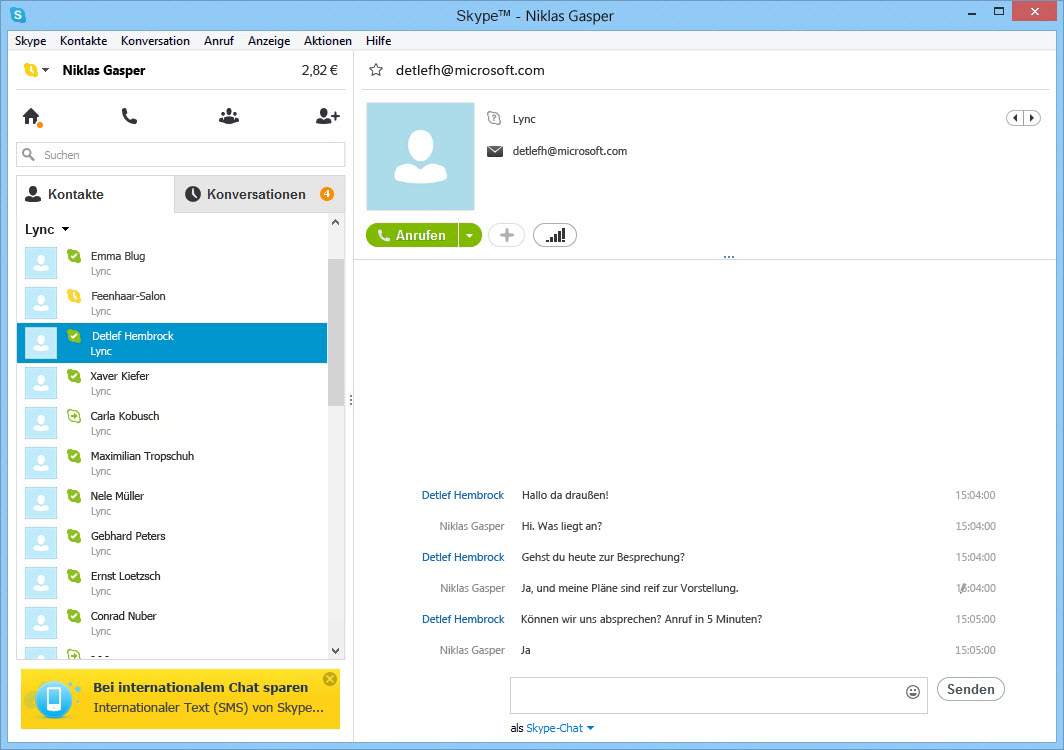 Skype™ - Niklas Gasper
Skype Kontakte Konversation Anruf Anzeige Aktionen Hilfe
Niklas Gasper 2,82 €
Suchen
Kontakte Konversationen 4
Lync
Emma Blug
Lync
Feenhaar-Salon
Lync
Detlef Hembrock
Lync
Xaver Kiefer
Lync
Carla Kobusch
Lync
Maximilian Tropschuh
Lync
Nele Müller
Lync
Gebhard Peters
Lync
Ernst Loetzsch
Lync
Conrad Nuber
Lync
Bei internationalem Chat sparen
Internationaler Text (SMS) von Skype...
detlefh@microsoft.com
Lync
detlefh@microsoft.com
Anrufen
Detlef Hembrock Hallo da draußen! 15:04:00
Niklas Gasper Hi. Was liegt an? 15:04:00
Detlef Hembrock Gehst du heute zur Besprechung? 15:04:00
Niklas Gasper Ja, und meine Pläne sind reif zur Vorstellung.
Detlef Hembrock Können wir uns absprechen? Anruf in 5 Minuten? 15:05:00
Niklas Gasper Ja 15:05:00
Senden
als Skype-Chat